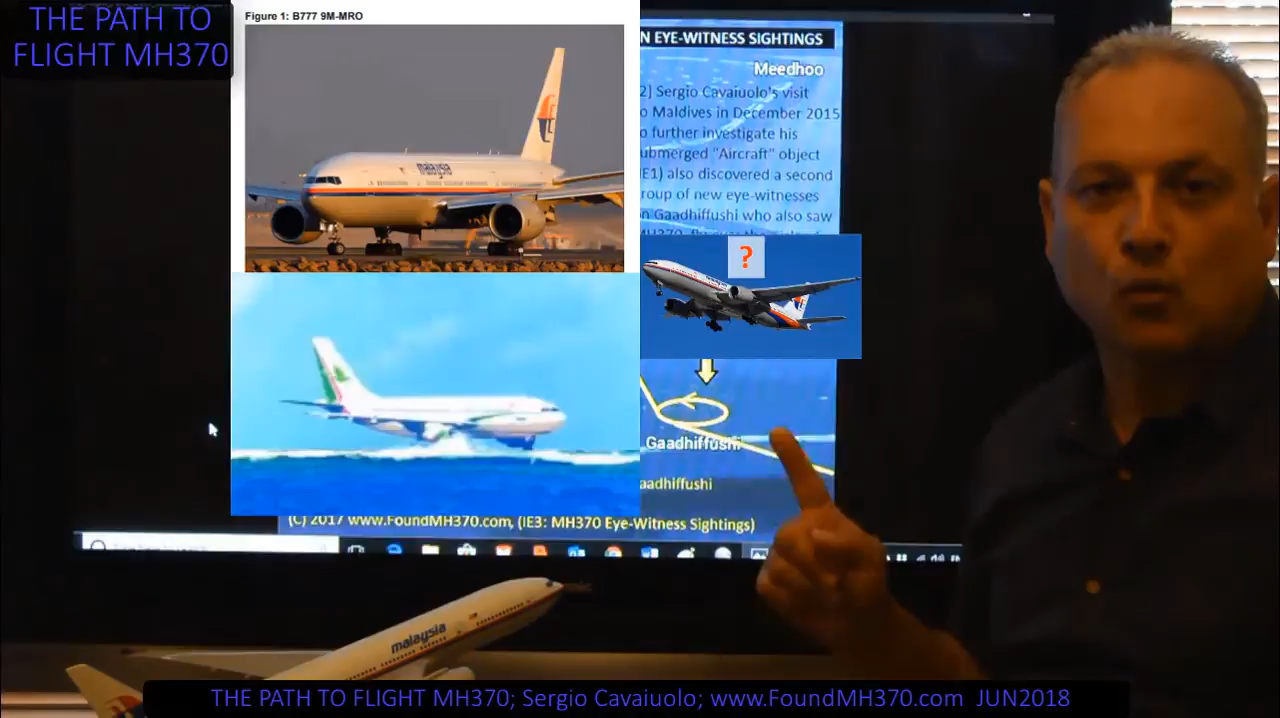 THE PATH TO
FLIGHT MH370
Figure 1: B777 9M-MRO
malaysia
N EYE-WITNESS SIGHTINGS
Meedhoo
2] Sergio Cavaiuolo's visit
o Maldives in December 2015
o further investigate his
ubmerged "Aircraft" object
IE1) also discovered a second
roup of new eye-witnesses
n Gaadhiffushi who also saw
?
Gaadhiffushi
aadhiffushi
(C) 2017 www.FoundMH370.com, (IE3: MH370 Eye-Witness Sightings)
malaysia
THE PATH TO FLIGHT MH370; Sergio Cavaiuolo; www.FoundMH370.com JUN2018